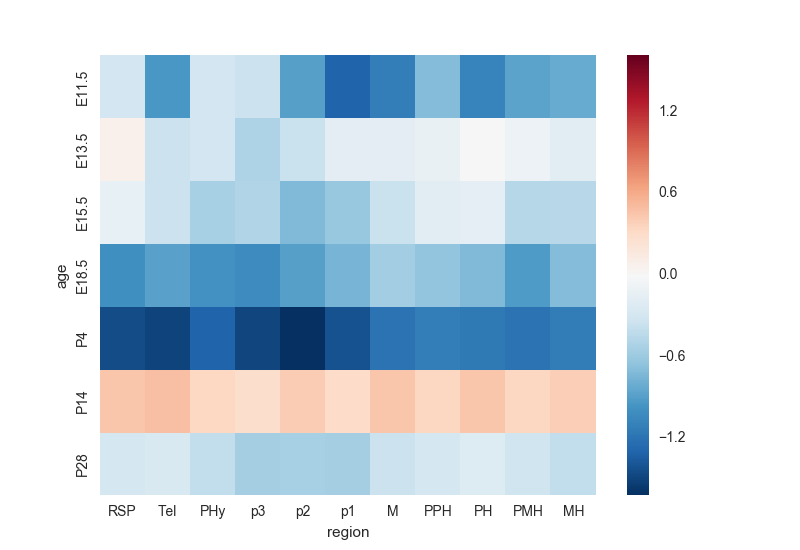 age
E11.5
E13.5
E15.5
E18.5
P4
P14
P28
RSP Tel PHy p3 p2 p1 M PPH PH PMH MH
region
1.2
0.6
0.0
−0.6
−1.2